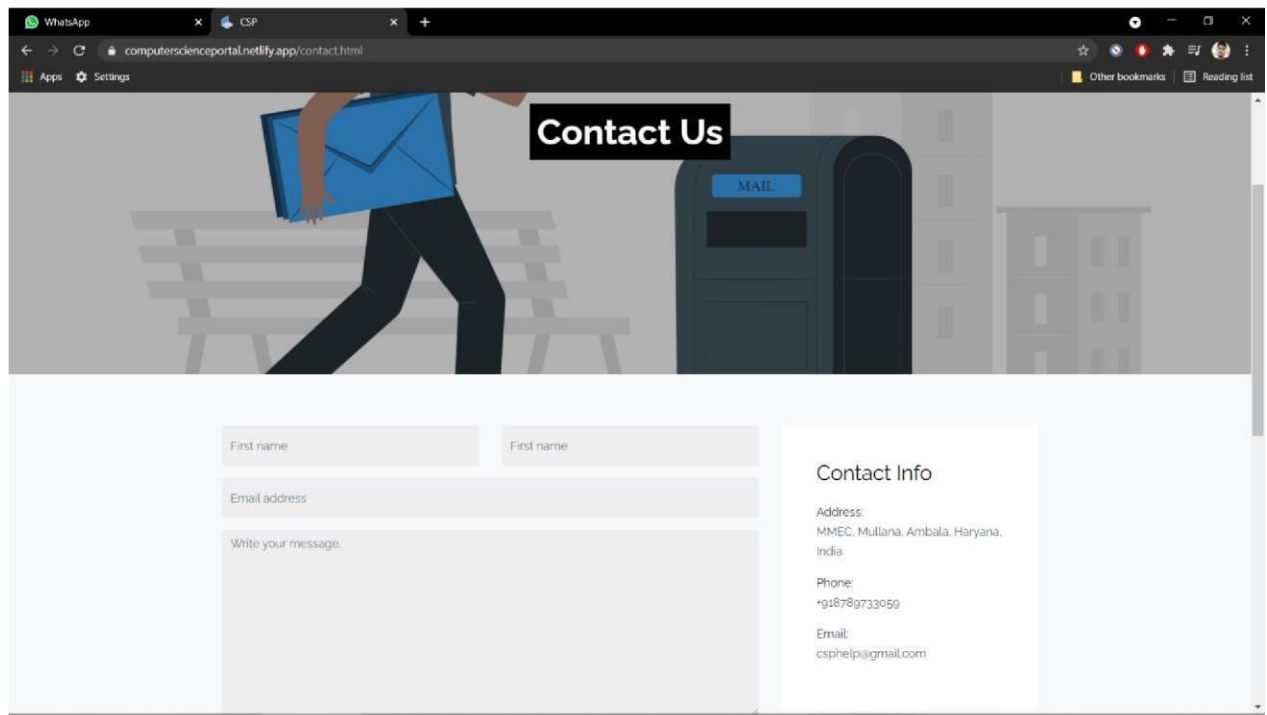 WhatsApp
CSP
computerscienceportal.netlify.app/contact.html
Apps
Settings
Other bookmarks
Reading list
Contact Us
MAIL
First name
First name
Email address
Write your message.
Contact Info
Address:
MMEC, Mullana, Ambala, Haryana,
India
Phone:
+918789733059
Email:
csphelp@gmail.com